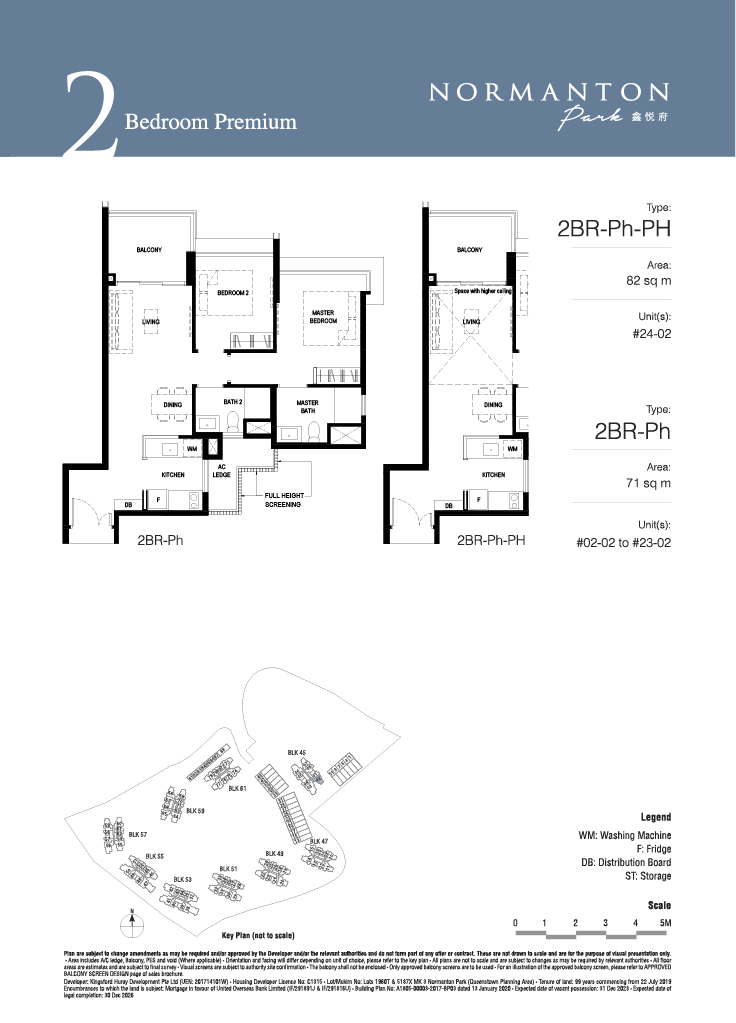 2 Bedroom Premium
NORMANTON
Park 鑫悦府
Type:
2BR-Ph-PH
Area:
82 sq m
Unit(s):
#24-02
Type:
2BR-Ph
Area:
71 sq m
Unit(s):
#02-02 to #23-02
BALCONY
BEDROOM 2
LIVING
MASTER
BEDROOM
DINING
BATH 2
MASTER
BATH
WM
KITCHEN
AC
LEDGE
F
DB
FULL HEIGHT
SCREENING
2BR-Ph
BALCONY
Space with higher ceiling
LIVING
DINING
WM
KITCHEN
F
DB
2BR-Ph-PH
BLK 45
BLK 61
BLK 59
BLK 57
BLK 55
BLK 53
BLK 51
BLK 49
BLK 47
N
Key Plan (not to scale)
Legend
WM: Washing Machine
F: Fridge
DB: Distribution Board
ST: Storage
Scale
0 1 2 3 4 5M
Plan are subject to change amendments as may be required and/or approved by the Developer and/or the relevant authorities and do not form part of any offer or contract. These are not drawn to scale and are for the purpose of visual presentation only.
- Area includes A/C ledge, Balcony, PES and void (Where applicable) - Orientation and facing will differ depending on unit of choice, please refer to the key plan - All plans are not to scale and are subject to changes as may be required by relevant authorities - All floor
areas are estimates and are subject to final survey - Visual screens are subject to authority site confirmation - The balcony shall not be enclosed - Only approved balcony screens are to be used - For an illustration of the approved balcony screen, please refer to APPROVED
BALCONY SCREEN DESIGN page of sales brochure.
Developer: Kingsford Huray Development Pte Ltd (UEN: 201714101W) - Housing Developer Licence No: C1315 - Lot/Mukim No: Lots 1960T & 5187X MK 3 Normanton Park (Queenstown Planning Area) - Tenure of land: 99 years commencing from 22 July 2019
Encumbrances to which the land is subject: Mortgage in favour of United Overseas Bank Limited (IF/291891J & IF/291816U) - Building Plan No: A1805-00003-2017-BP03 dated 13 January 2020 - Expected date of vacant possession: 31 Dec 2023 - Expected date of
legal completion: 30 Dec 2026